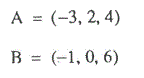 A = (−3, 2, 4)
B = (−1, 0, 6)